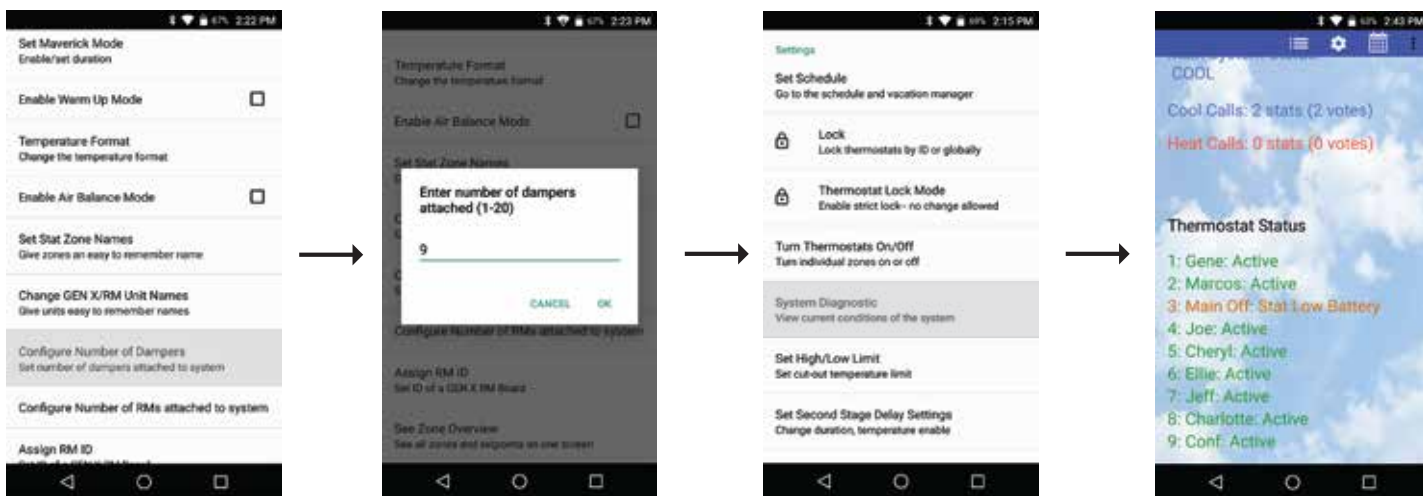 67% 2:22 PM
Set Maverick Mode
Enable/set duration
Enable Warm Up Mode
Temperature Format
Change the temperature format
Enable Air Balance Mode
Set Stat Zone Names
Give zones an easy to remember name
Change GEN X/RM Unit Names
Give units easy to remember names
Configure Number of Dampers
Set number of dampers attached to system
Configure Number of RMs attached to system
Assign RM ID
67% 2:23 PM
Temperature Format
Change the temperature format
Enable Air Balance Mode
Set Stat Zone Names
Enter number of dampers
attached (1-20)
9
CANCEL OK
Configure Number of RMs attached to system
Assign RM ID
Set ID of a GEN X RM Board
See Zone Overview
See all zones and setpoints on one screen
2:15 PM
Settings
Set Schedule
Go to the schedule and vacation manager
Lock
Lock thermostats by ID or globally
Thermostat Lock Mode
Enable strict lock-- no change allowed
Turn Thermostats On/Off
Turn individual zones on or off
System Diagnostic
View current conditions of the system
Set High/Low Limit
Set cut-out temperature limit
Set Second Stage Delay Settings
Change duration, temperature enable
2:43 PM
COOL
Cool Calls: 2 stats (2 votes)
Heat Calls: 0 stats (0 votes)
Thermostat Status
1: Gene: Active
2: Marcos: Active
3: Main Off: Stat Low Battery
4: Joe: Active
5: Cheryl: Active
6: Ellie: Active
7: Jeff: Active
8: Charlotte: Active
9: Conf: Active